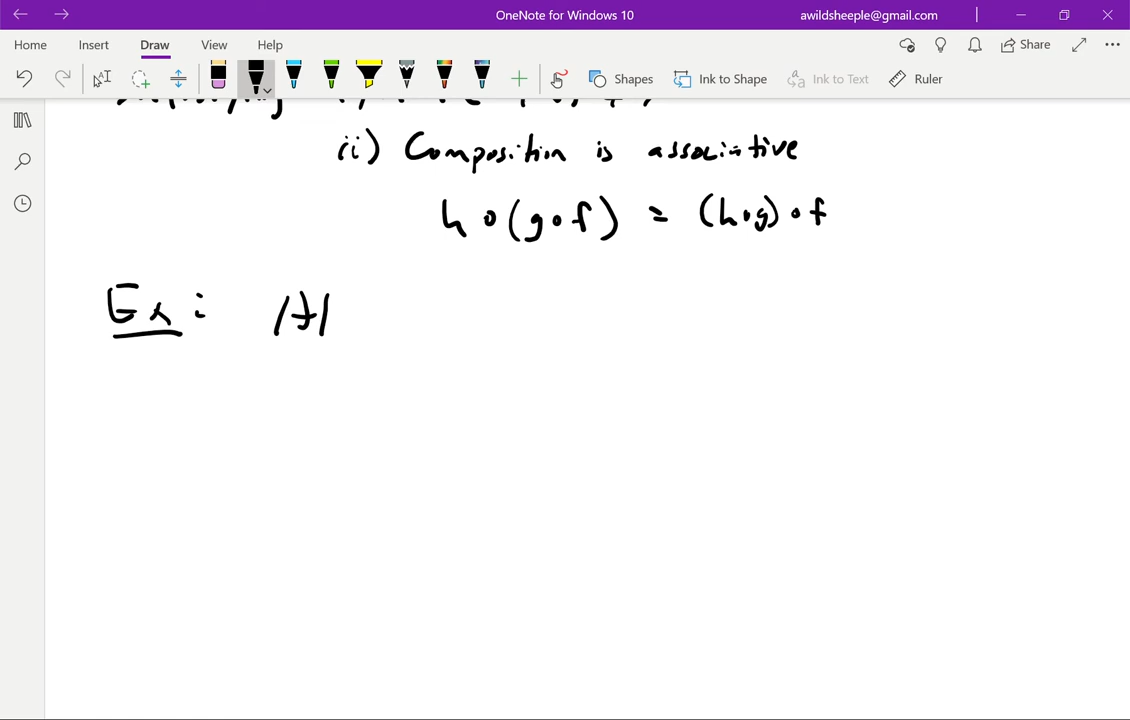 OneNote for Windows 10
awildsheeple@gmail.com
Home Insert Draw View Help
Share
Shapes Ink to Shape Ink to Text Ruler
ii) Composition is associative
h∘(g∘f) = (h∘g)∘f
Ex: